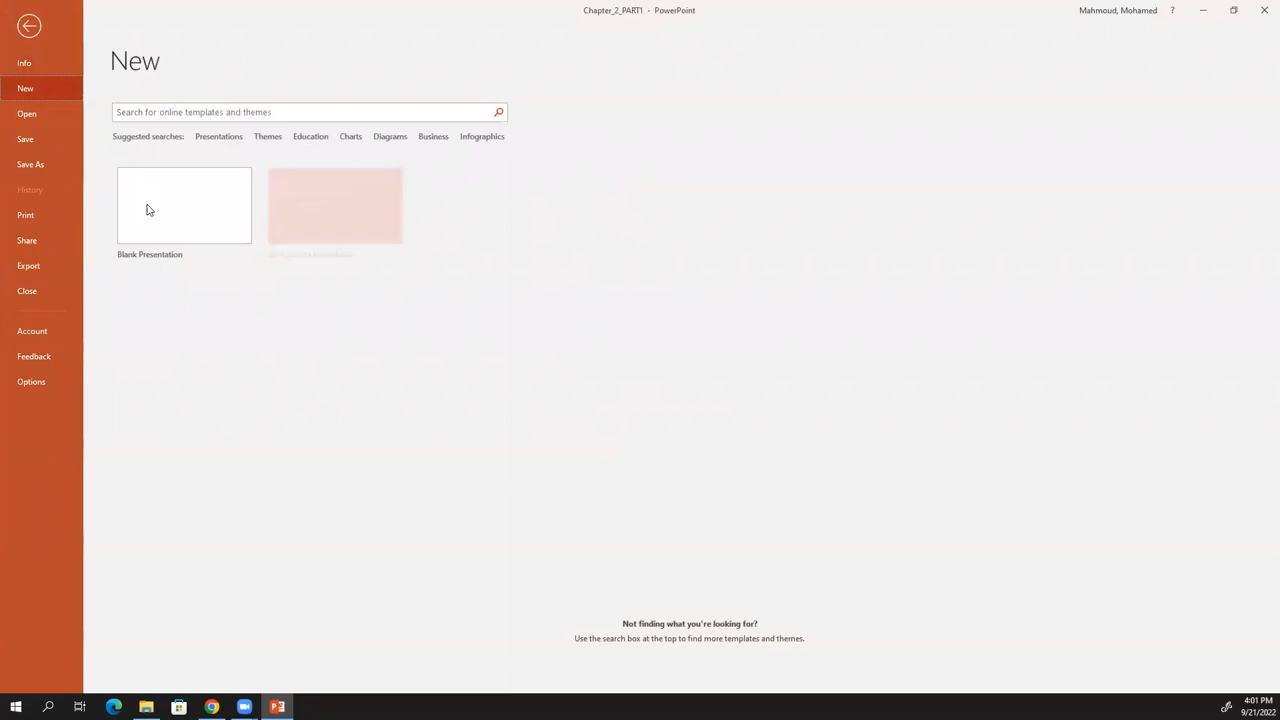 Chapter_2_PART1 - PowerPoint
Mahmoud, Mohamed
?
Info
New
Open
Save
Save As
History
Print
Share
Export
Close
Account
Feedback
Options
New
Search for online templates and themes
Suggested searches: Presentations Themes Education Charts Diagrams Business Infographics
Blank Presentation
Not finding what you're looking for?
Use the search box at the top to find more templates and themes.
4:01 PM
9/21/2022